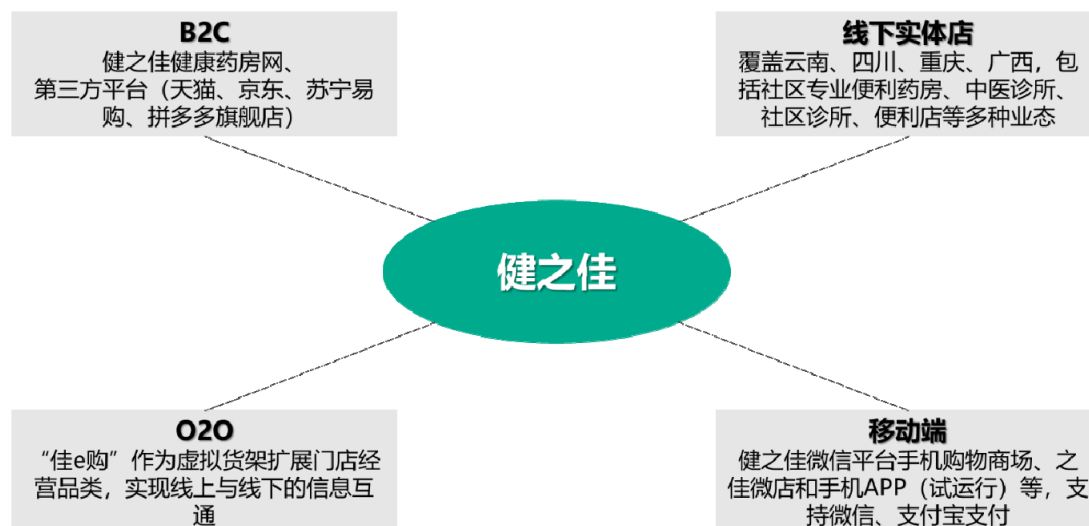 B2C
健之佳健康药房网、
第三方平台（天猫、京东、苏宁易
购、拼多多旗舰店）
线下实体店
覆盖云南、四川、重庆、广西，包
括社区专业便利药房、中医诊所、
社区诊所、便利店等多种业态
健之佳
O2O
“佳e购”作为虚拟货架扩展门店经
营品类，实现线上与线下的信息互
通
移动端
健之佳微信平台手机购物商场、之
佳微店和手机APP（试运行）等，支
持微信、支付宝支付